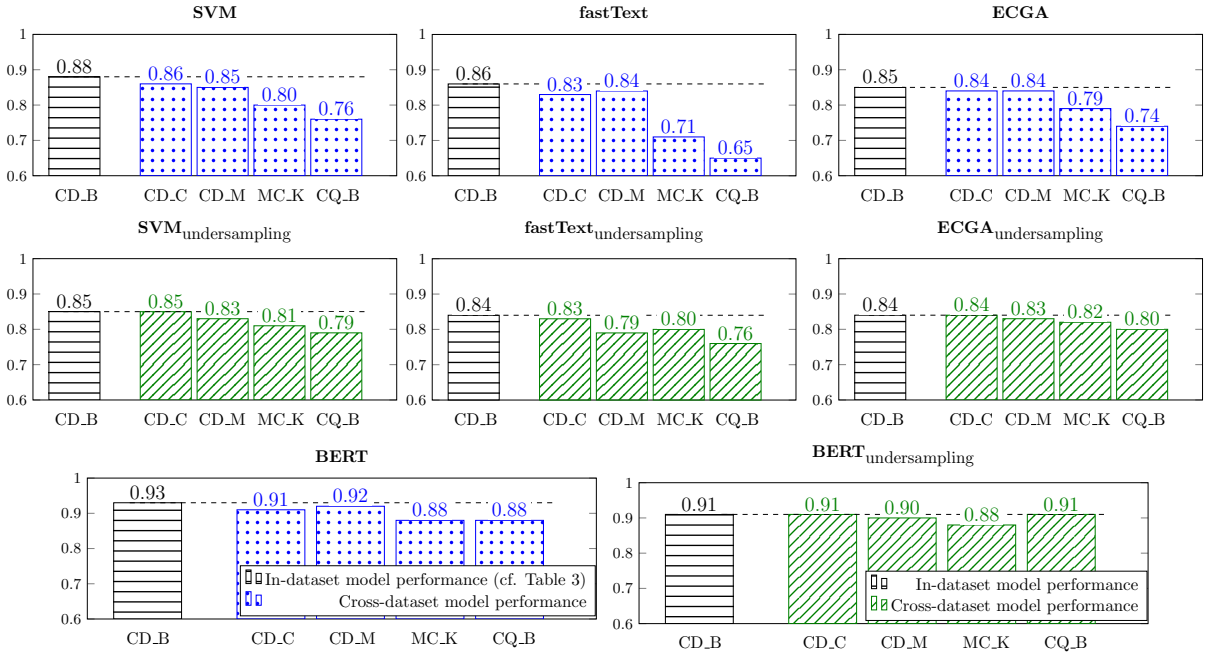 SVM
fastText
ECGA
1
0.9
0.8
0.7
0.6
0.88
0.86
0.85
0.80
0.76
CD_B
CD_C
CD_M
MC_K
CQ_B
1
0.9
0.8
0.7
0.6
0.86
0.83
0.84
0.71
0.65
CD_B
CD_C
CD_M
MC_K
CQ_B
1
0.9
0.8
0.7
0.6
0.85
0.84
0.84
0.79
0.74
CD_B
CD_C
CD_M
MC_K
CQ_B
SVM undersampling
fastText undersampling
ECGA undersampling
1
0.9
0.8
0.7
0.6
0.85
0.85
0.83
0.81
0.79
CD_B
CD_C
CD_M
MC_K
CQ_B
1
0.9
0.8
0.7
0.6
0.84
0.83
0.79
0.80
0.76
CD_B
CD_C
CD_M
MC_K
CQ_B
1
0.9
0.8
0.7
0.6
0.84
0.84
0.83
0.82
0.80
CD_B
CD_C
CD_M
MC_K
CQ_B
BERT
BERT undersampling
1
0.9
0.8
0.7
0.6
0.93
0.91
0.92
0.88
0.88
In-dataset model performance (cf. Table 3)
Cross-dataset model performance
CD_B
CD_C
CD_M
MC_K
CQ_B
1
0.9
0.8
0.7
0.6
0.91
0.91
0.90
0.88
0.91
In-dataset model performance
Cross-dataset model performance
CD_B
CD_C
CD_M
MC_K
CQ_B